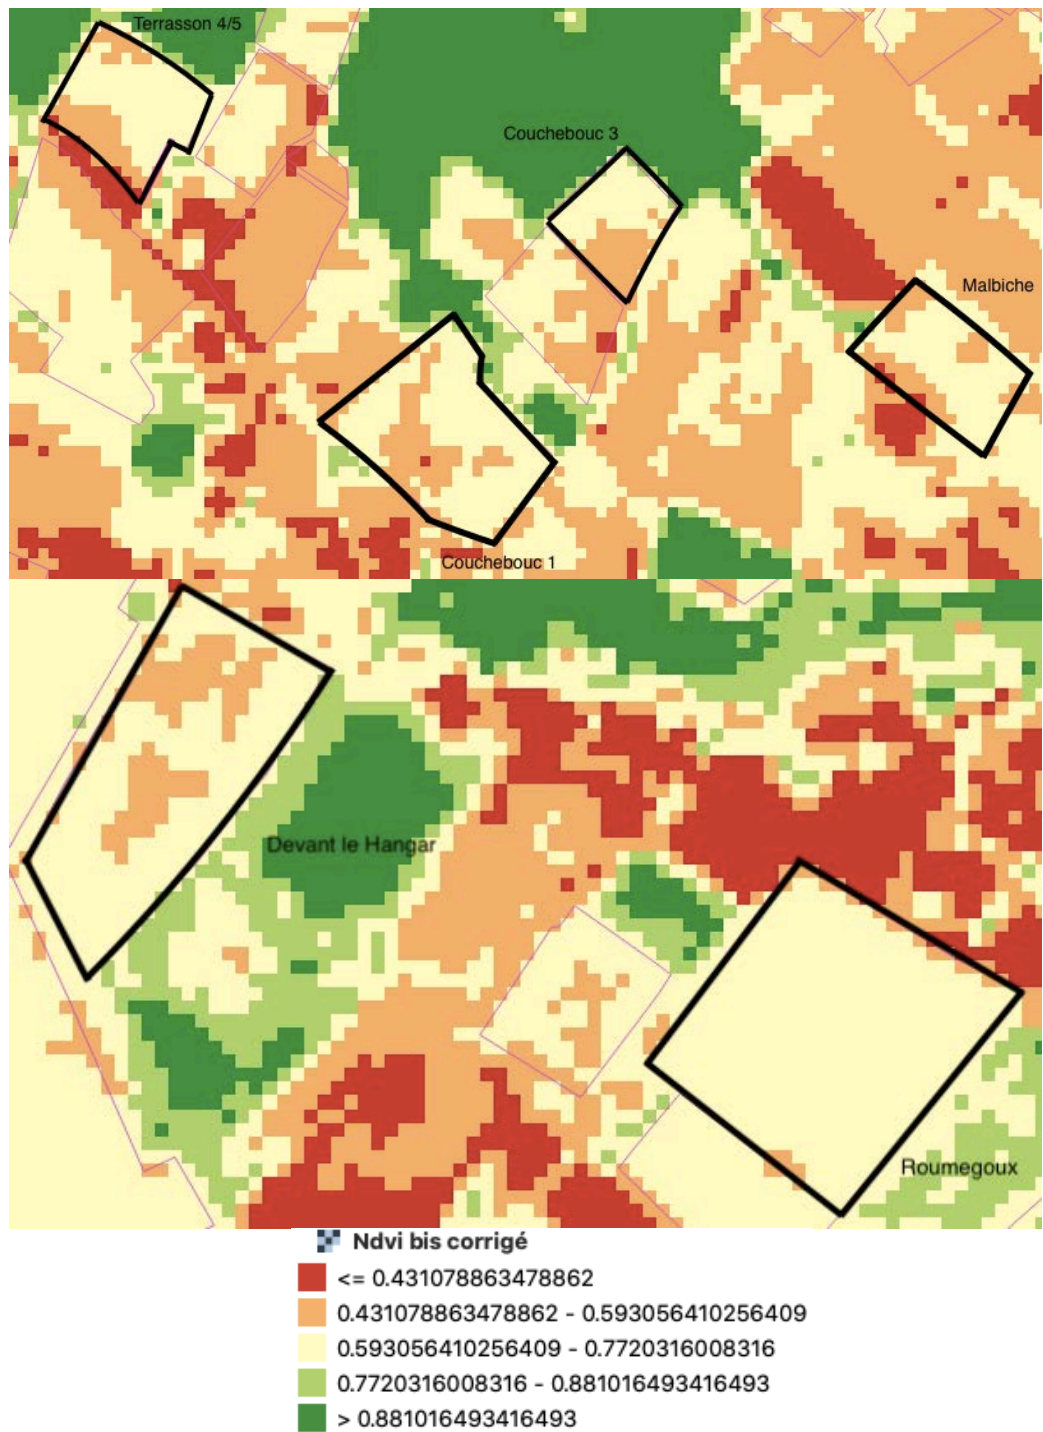 Terrasson 4/5
Couchebouc 3
Malbiche
Couchebouc 1
Devant le Hangar
Roumegoux
Ndvi bis corrigé
<= 0.431078863478862
0.431078863478862 - 0.593056410256409
0.593056410256409 - 0.7720316008316
0.7720316008316 - 0.881016493416493
> 0.881016493416493